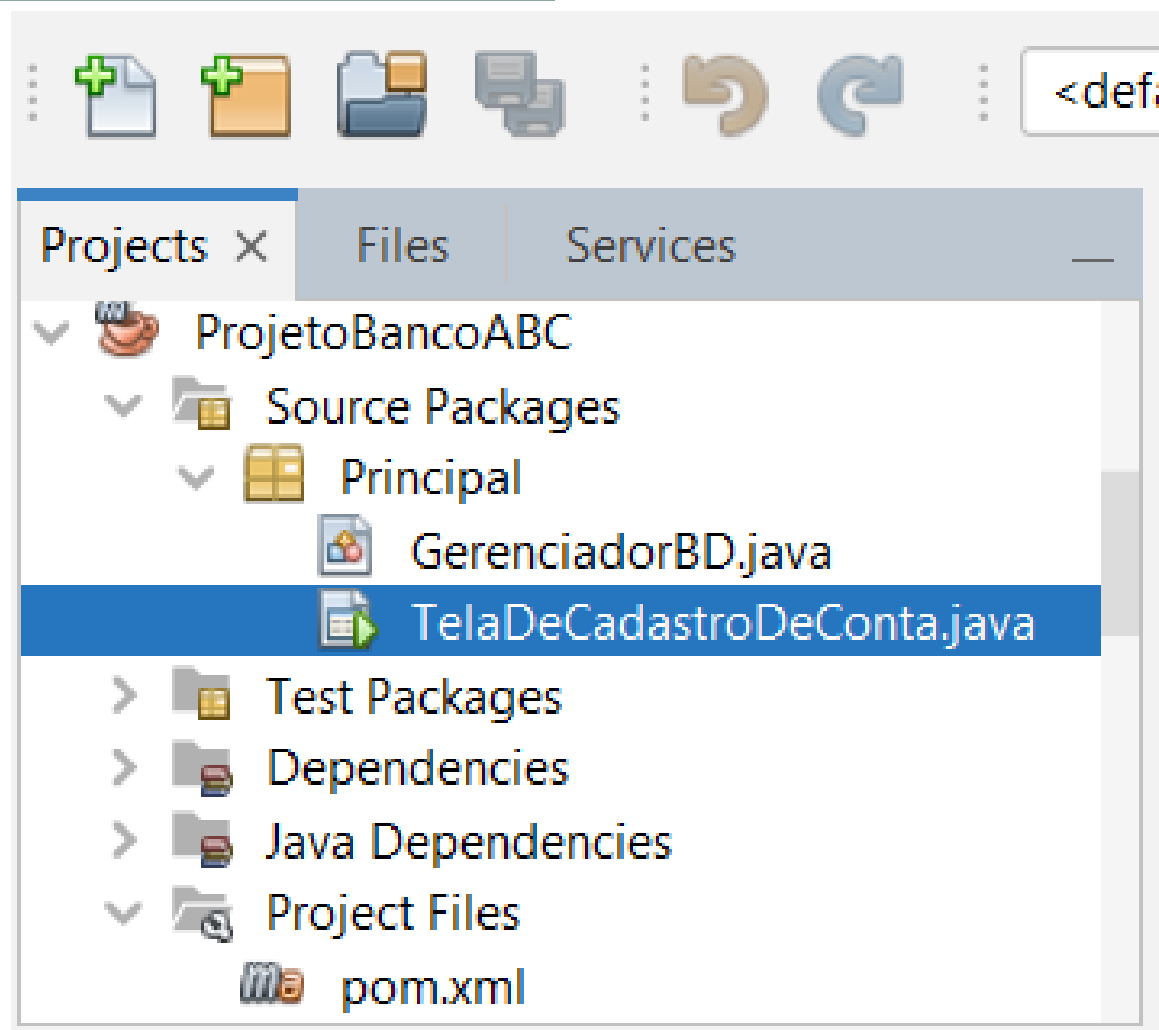 <defa
Projects Files Services
ProjetoBancoABC
Source Packages
Principal
GerenciadorBD.java
TelaDeCadastroDeConta.java
Test Packages
Dependencies
Java Dependencies
Project Files
pom.xml